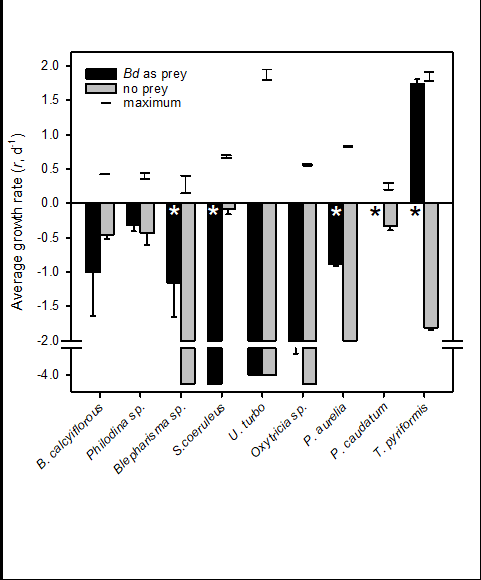 Average growth rate (r, d-1)
2.0
1.5
1.0
0.5
0.0
-0.5
-1.0
-1.5
-2.0
-4.0
Bd as prey
no prey
maximum
* * * * *
B. calcyiflorous
Philodina sp.
Blepharisma sp.
S.coeruleus
U. turbo
Oxytricia sp.
P. aurelia
P. caudatum
T. pyriformis